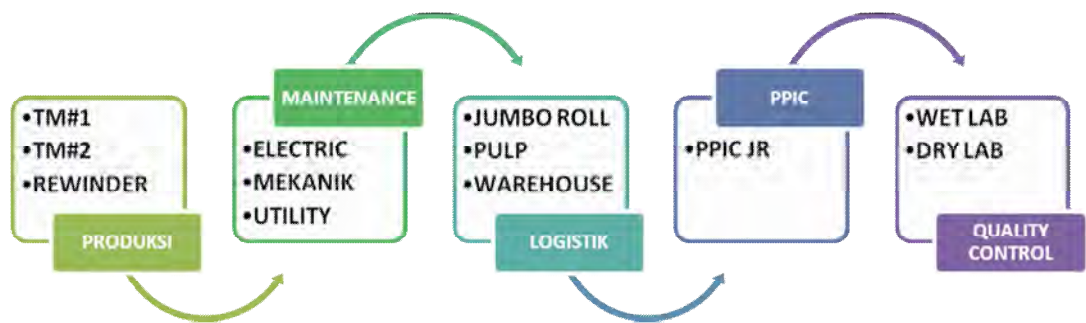 •TM#1
•TM#2
•REWINDER
PRODUKSI
MAINTENANCE
•ELECTRIC
•MEKANIK
•UTILITY
•JUMBO ROLL
•PULP
•WAREHOUSE
LOGISTIK
PPIC
•PPIC JR
•WET LAB
•DRY LAB
QUALITY
CONTROL